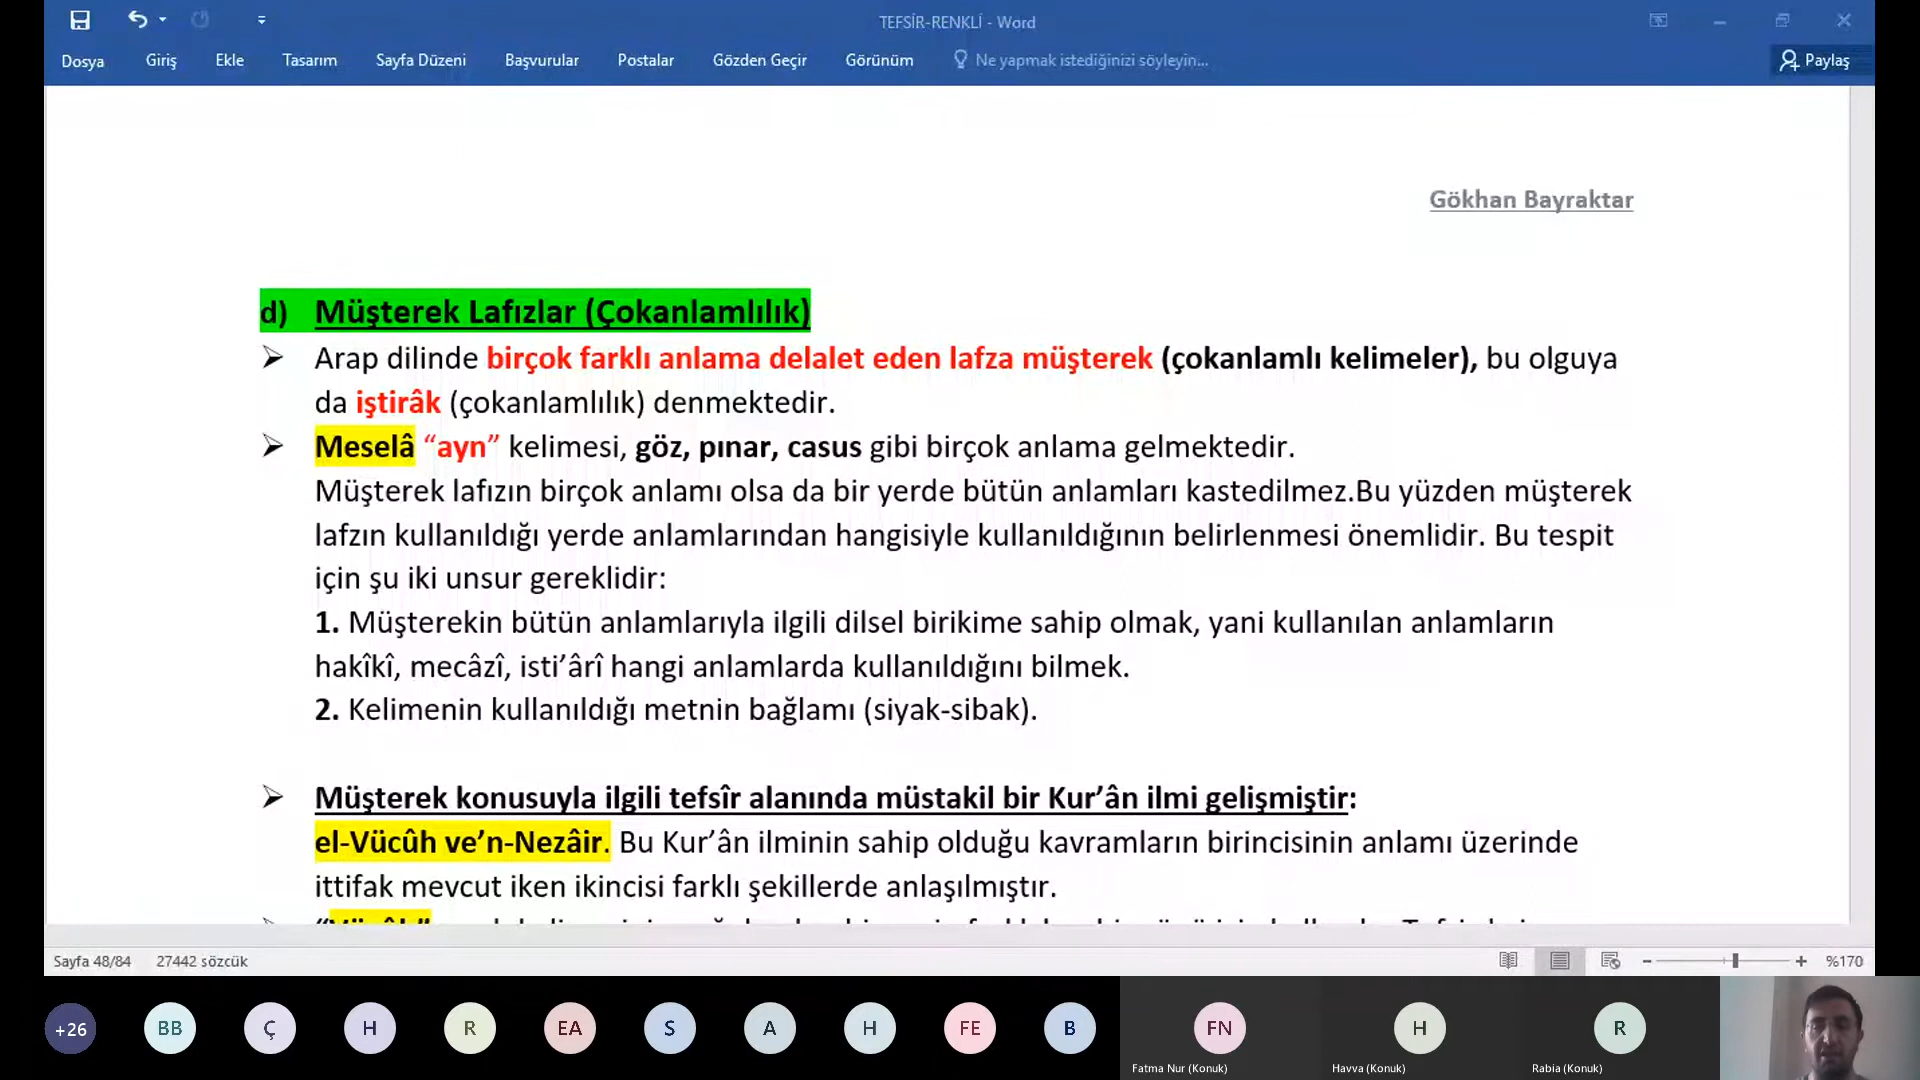 TEFSİR-RENKLİ - Word
Dosya Giriş Ekle Tasarım Sayfa Düzeni Başvurular Postalar Gözden Geçir Görünüm Ne yapmak istediğinizi söyleyin... Paylaş
Gökhan Bayraktar
d) Müşterek Lafızlar (Çokanlamlılık)
Arap dilinde birçok farklı anlama delalet eden lafza müşterek (çokanlamlı kelimeler), bu olguya
da iştirâk (çokanlamlılık) denmektedir.
Meselâ “ayn” kelimesi, göz, pınar, casus gibi birçok anlama gelmektedir.
Müşterek lafızın birçok anlamı olsa da bir yerde bütün anlamları kastedilmez.Bu yüzden müşterek
lafzın kullanıldığı yerde anlamlarından hangisiyle kullanıldığının belirlenmesi önemlidir. Bu tespit
için şu iki unsur gereklidir:
1. Müşterekin bütün anlamlarıyla ilgili dilsel birikime sahip olmak, yani kullanılan anlamların
hakîkî, mecâzî, isti’ârî hangi anlamlarda kullanıldığını bilmek.
2. Kelimenin kullanıldığı metnin bağlamı (siyak-sibak).
Müşterek konusuyla ilgili tefsîr alanında müstakil bir Kur’ân ilmi gelişmiştir:
el-Vücûh ve’n-Nezâir. Bu Kur’ân ilminin sahip olduğu kavramların birincisinin anlamı üzerinde
ittifak mevcut iken ikincisi farklı şekillerde anlaşılmıştır.
Sayfa 48/84 27442 sözcük %170
+26 BB Ç H R EA S A H FE B FN H R
Fatma Nur (Konuk) Havva (Konuk) Rabia (Konuk)